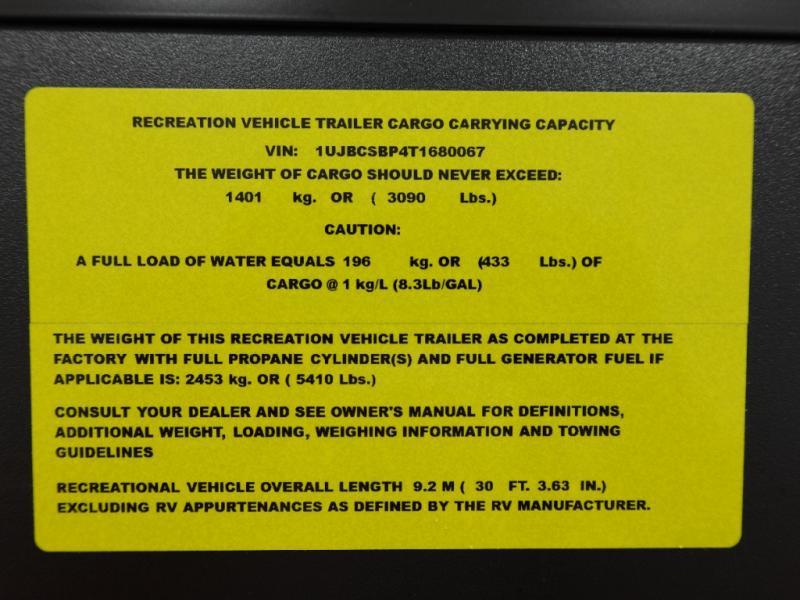 RECREATION VEHICLE TRAILER CARGO CARRYING CAPACITY
VIN: 1UJBCSBP4T1680067
THE WEIGHT OF CARGO SHOULD NEVER EXCEED:
1401 kg. OR ( 3090 Lbs.)
CAUTION:
A FULL LOAD OF WATER EQUALS 196 kg. OR (433 Lbs.) OF
CARGO @ 1 kg/L (8.3Lb/GAL)
THE WEIGHT OF THIS RECREATION VEHICLE TRAILER AS COMPLETED AT THE
FACTORY WITH FULL PROPANE CYLINDER(S) AND FULL GENERATOR FUEL IF
APPLICABLE IS: 2453 kg. OR ( 5410 Lbs.)
CONSULT YOUR DEALER AND SEE OWNER'S MANUAL FOR DEFINITIONS,
ADDITIONAL WEIGHT, LOADING, WEIGHING INFORMATION AND TOWING
GUIDELINES
RECREATIONAL VEHICLE OVERALL LENGTH 9.2 M ( 30 FT. 3.63 IN.)
EXCLUDING RV APPURTENANCES AS DEFINED BY THE RV MANUFACTURER.